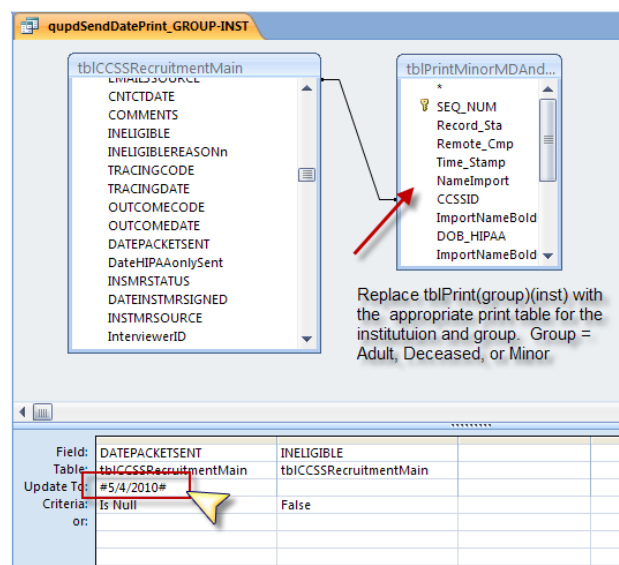 qupdSendDatePrint_GROUP-INST
tblCCSSRecruitmentMain
EMAILSSOURCE
CNTCTDATE
COMMENTS
INELIGIBLE
INELIGIBLEREASONn
TRACINGCODE
TRACINGDATE
OUTCOMECODE
OUTCOMEDATE
DATEPACKETSENT
DateHIPAAonlySent
INSMRSTATUS
DATEINSTMRSIGNED
INSTMRSOURCE
InterviewerID
tblPrintMinorMDAnd...
*
SEQ_NUM
Record_Sta
Remote_Cmp
Time_Stamp
NameImport
CCSSID
ImportNameBold
DOB_HIPAA
ImportNameBold
Replace tblPrint(group)(inst) with
the appropriate print table for the
institutuion and group. Group =
Adult, Deceased, or Minor
Field: DATEPACKETSENT INELIGIBLE
Table: tblCCSSRecruitmentMain tblCCSSRecruitmentMain
Update To: #5/4/2010#
Criteria: Is Null False
or: